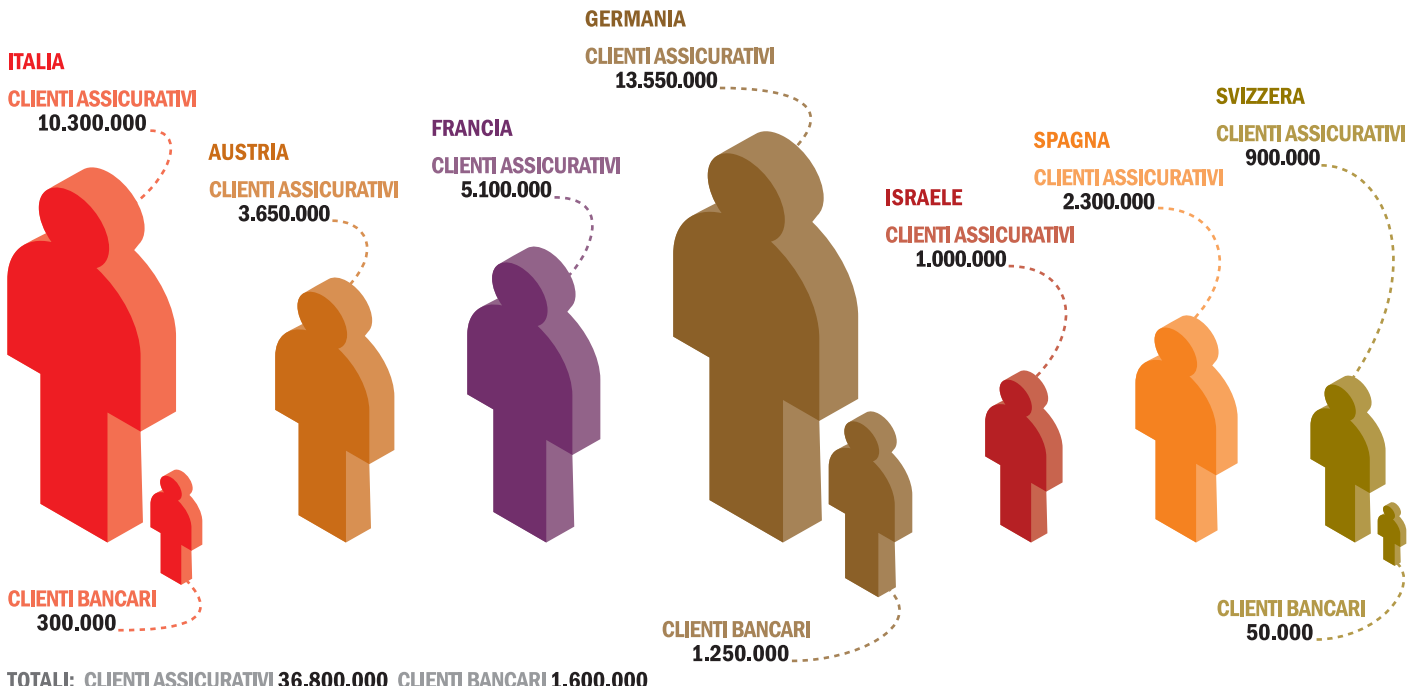 ITALIA
CLIENTI ASSICURATIVI
10.300.000
CLIENTI BANCARI
300.000
AUSTRIA
CLIENTI ASSICURATIVI
3.650.000
FRANCIA
CLIENTI ASSICURATIVI
5.100.000
GERMANIA
CLIENTI ASSICURATIVI
13.550.000
CLIENTI BANCARI
1.250.000
ISRAELE
CLIENTI ASSICURATIVI
1.000.000
SPAGNA
CLIENTI ASSICURATIVI
2.300.000
SVIZZERA
CLIENTI ASSICURATIVI
900.000
CLIENTI BANCARI
50.000
TOTALI: CLIENTI ASSICURATIVI 36.800.000 CLIENTI BANCARI 1.600.000